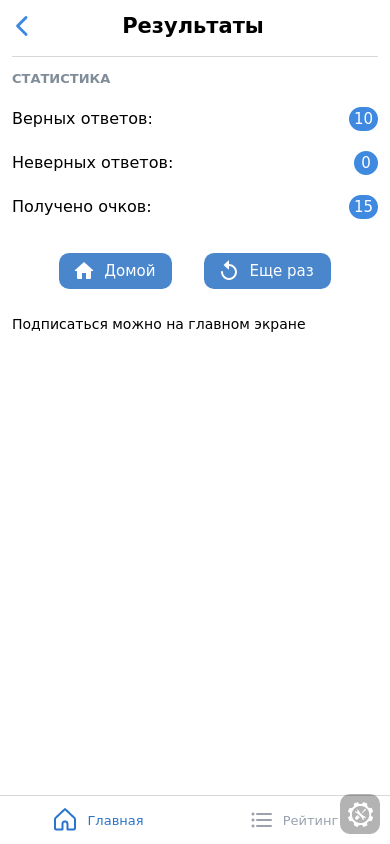 Результаты
СТАТИСТИКА
Верных ответов: 10
Неверных ответов: 0
Получено очков: 15
Домой Еще раз
Подписаться можно на главном экране
Главная Рейтинг